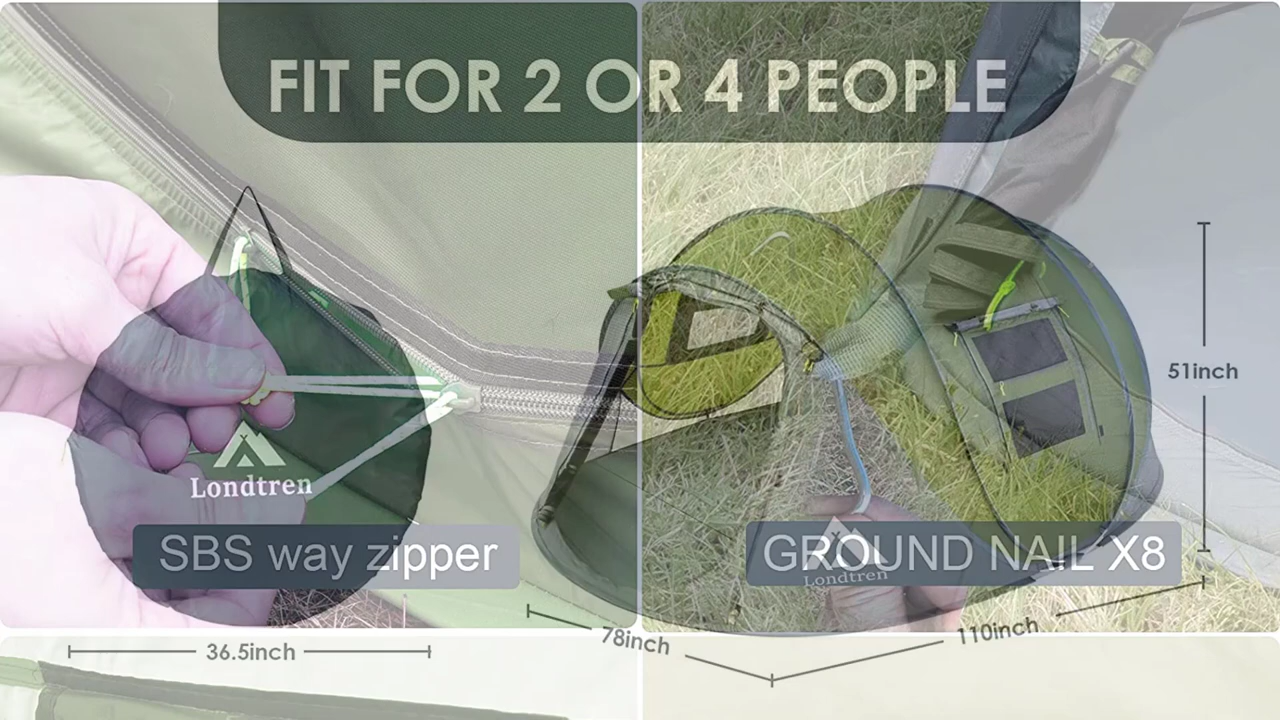 FIT FOR 2 OR 4 PEOPLE
51inch
Londtren
SBS way zipper
GROUND NAIL X8
Londtren
36.5inch
78inch
110inch